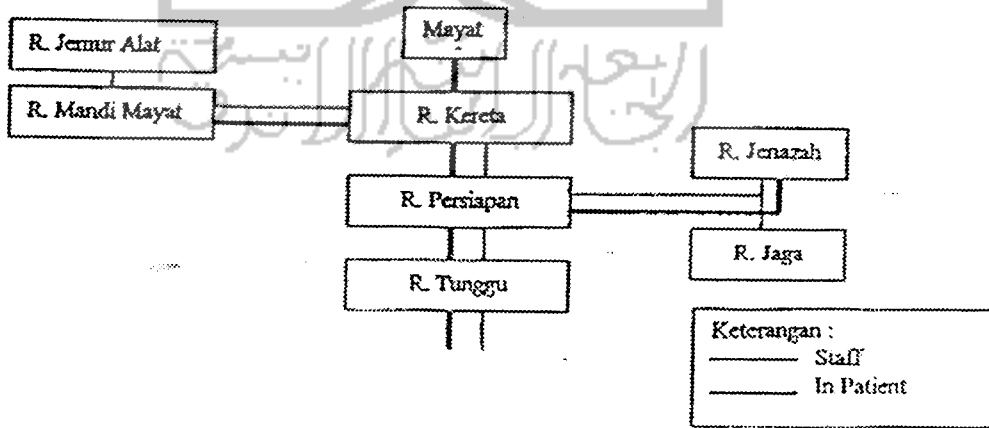 R. Jemur Alat
Mayat
R. Mandi Mayat
R. Kereta
R. Jenazah
R. Persiapan
R. Jaga
R. Tunggu
Keterangan :
Staff
In Patient